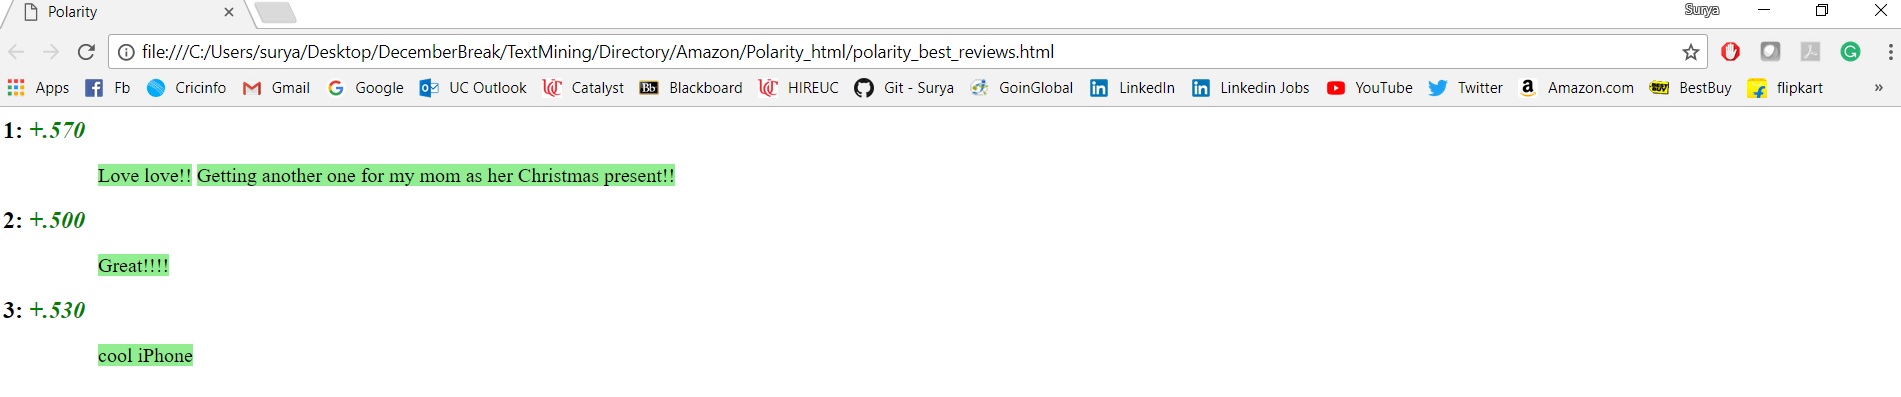 Polarity
Surya
file:///C:/Users/surya/Desktop/DecemberBreak/TextMining/Directory/Amazon/Polarity_html/polarity_best_reviews.html
Apps Fb Cricinfo Gmail Google UC Outlook Catalyst Blackboard HIREUC Git - Surya GoinGlobal LinkedIn Linkedin Jobs YouTube Twitter Amazon.com BestBuy flipkart »
1: +.570
Love love!! Getting another one for my mom as her Christmas present!!
2: +.500
Great!!!!
3: +.530
cool iPhone